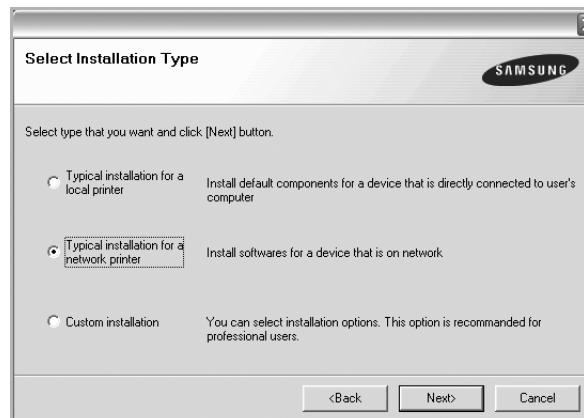 Select Installation Type
SAMSUNG
Select type that you want and click [Next] button.
Typical installation for a
local printer
Install default components for a device that is directly connected to user's
computer
Typical installation for a
network printer
Install softwares for a device that is on network
Custom installation
You can select installation options. This option is recommanded for
professional users.
<Back
Next>
Cancel